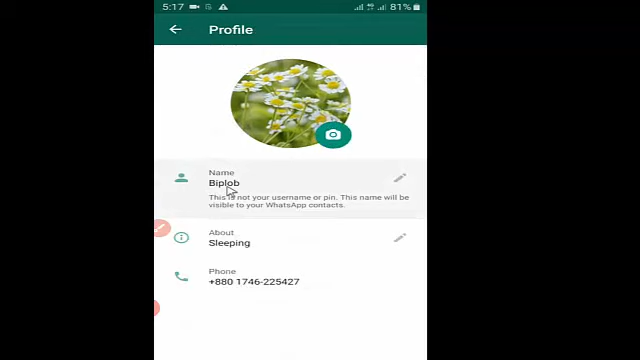 5:17
81%
Profile
Name
Biplob
This is not your username or pin. This name will be
visible to your WhatsApp contacts.
About
Sleeping
Phone
+880 1746-225427